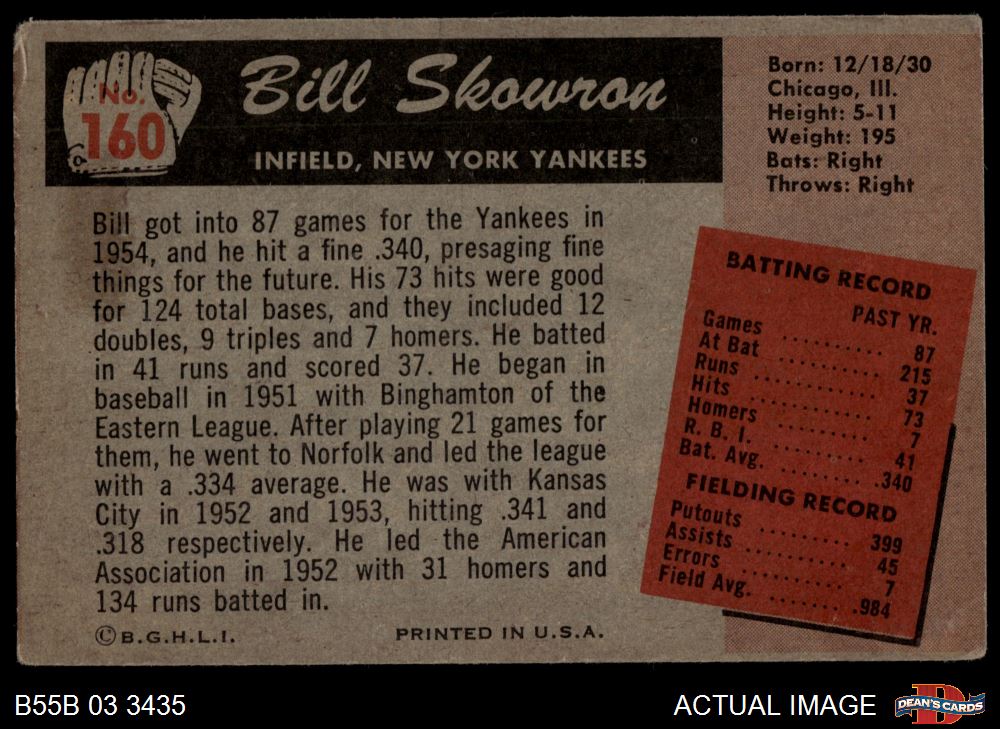 No.
160
Bill Skowron
INFIELD, NEW YORK YANKEES
Born: 12/18/30
Chicago, Ill.
Height: 5-11
Weight: 195
Bats: Right
Throws: Right
Bill got into 87 games for the Yankees in
1954, and he hit a fine .340, presaging fine
things for the future. His 73 hits were good
for 124 total bases, and they included 12
doubles, 9 triples and 7 homers. He batted
in 41 runs and scored 37. He began in
baseball in 1951 with Binghamton of the
Eastern League. After playing 21 games for
them, he went to Norfolk and led the league
with a .334 average. He was with Kansas
City in 1952 and 1953, hitting .341 and
.318 respectively. He led the American
Association in 1952 with 31 homers and
134 runs batted in.
©B.G.H.L.I. PRINTED IN U.S.A.
BATTING RECORD
PAST YR.
Games .......... 87
At Bat .......... 215
Runs .......... 37
Hits .......... 73
Homers .......... 7
R. B. I. .......... 41
Bat. Avg. ........ .340
FIELDING RECORD
Putouts ......... 399
Assists .......... 45
Errors .......... 7
Field Avg. ........ .984
B55B 03 3435
ACTUAL IMAGE
D
DEAN'S CARDS